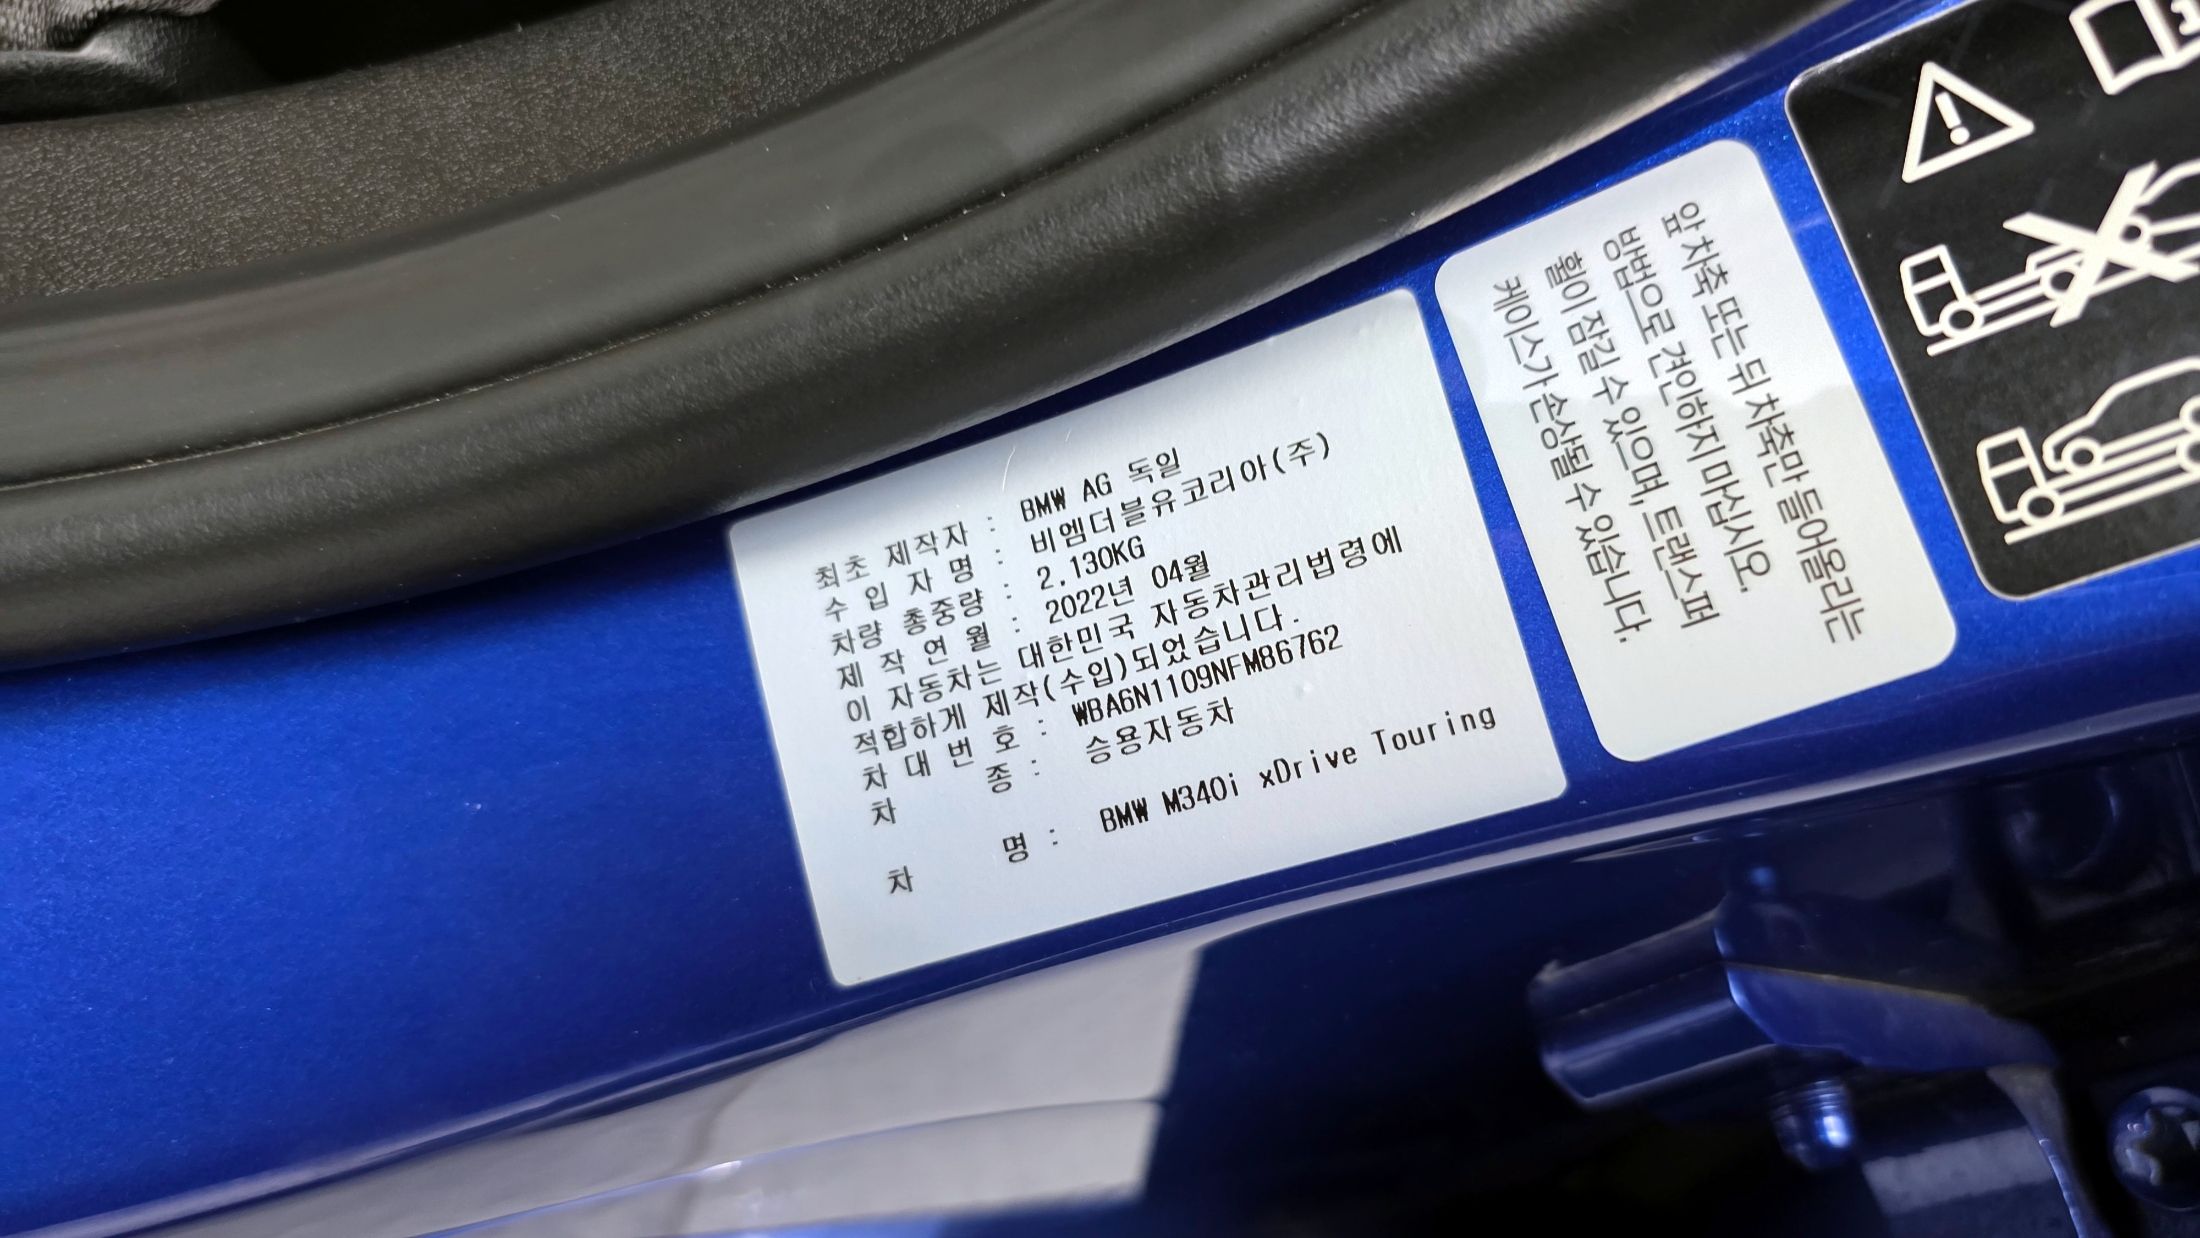 최초 제작자 : BMW AG 독일
수 입 자 명 : 비엠더블유코리아(주)
차량 총중량 : 2.130KG
제 작 연 월 : 2022년 04월
이 자동차는 대한민국 자동차관리법령에
적합하게 제작(수입)되었습니다.
차 대 번 호 : WBA6N1109NFM86762
차 종 : 승용자동차
차 명 : BMW M340i xDrive Touring
앞 차축 또는 뒤 차축만 들어올리는
방법으로 견인하지 마십시오.
휠이 잠길 수 있으며, 트랜스퍼
케이스가 손상될 수 있습니다.